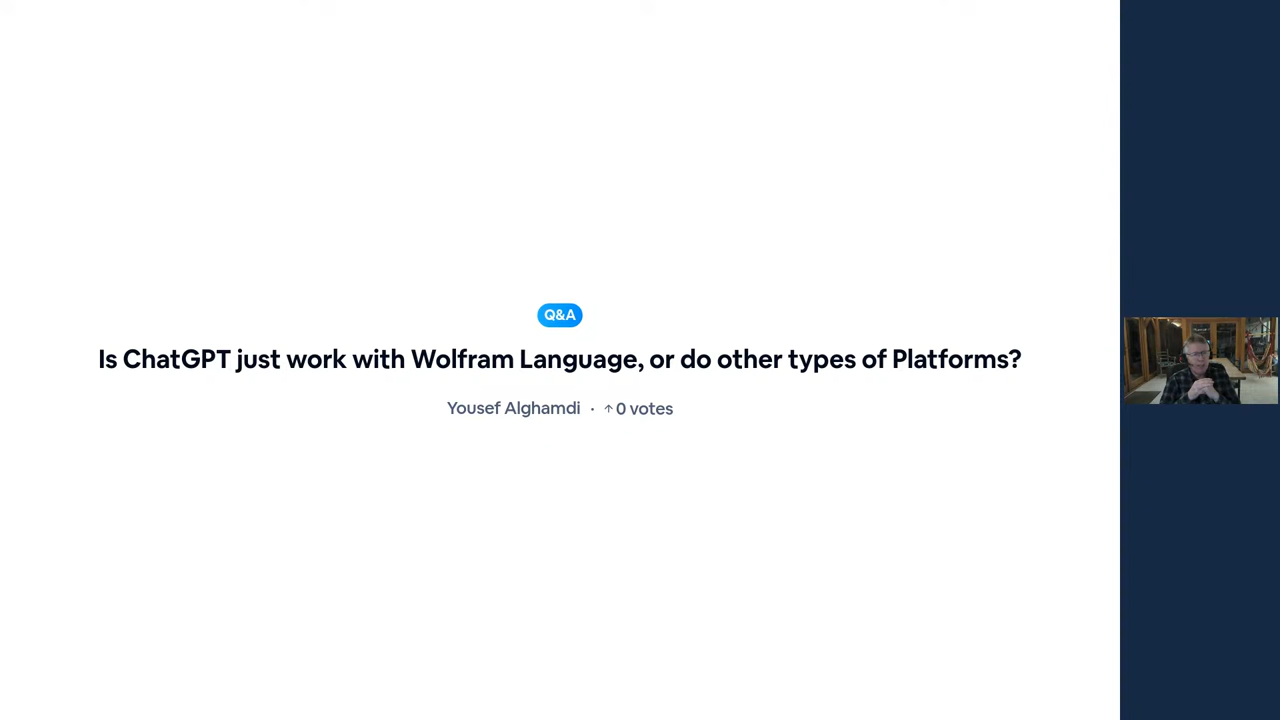 Q&A
Is ChatGPT just work with Wolfram Language, or do other types of Platforms?
Yousef Alghamdi · ↑ 0 votes